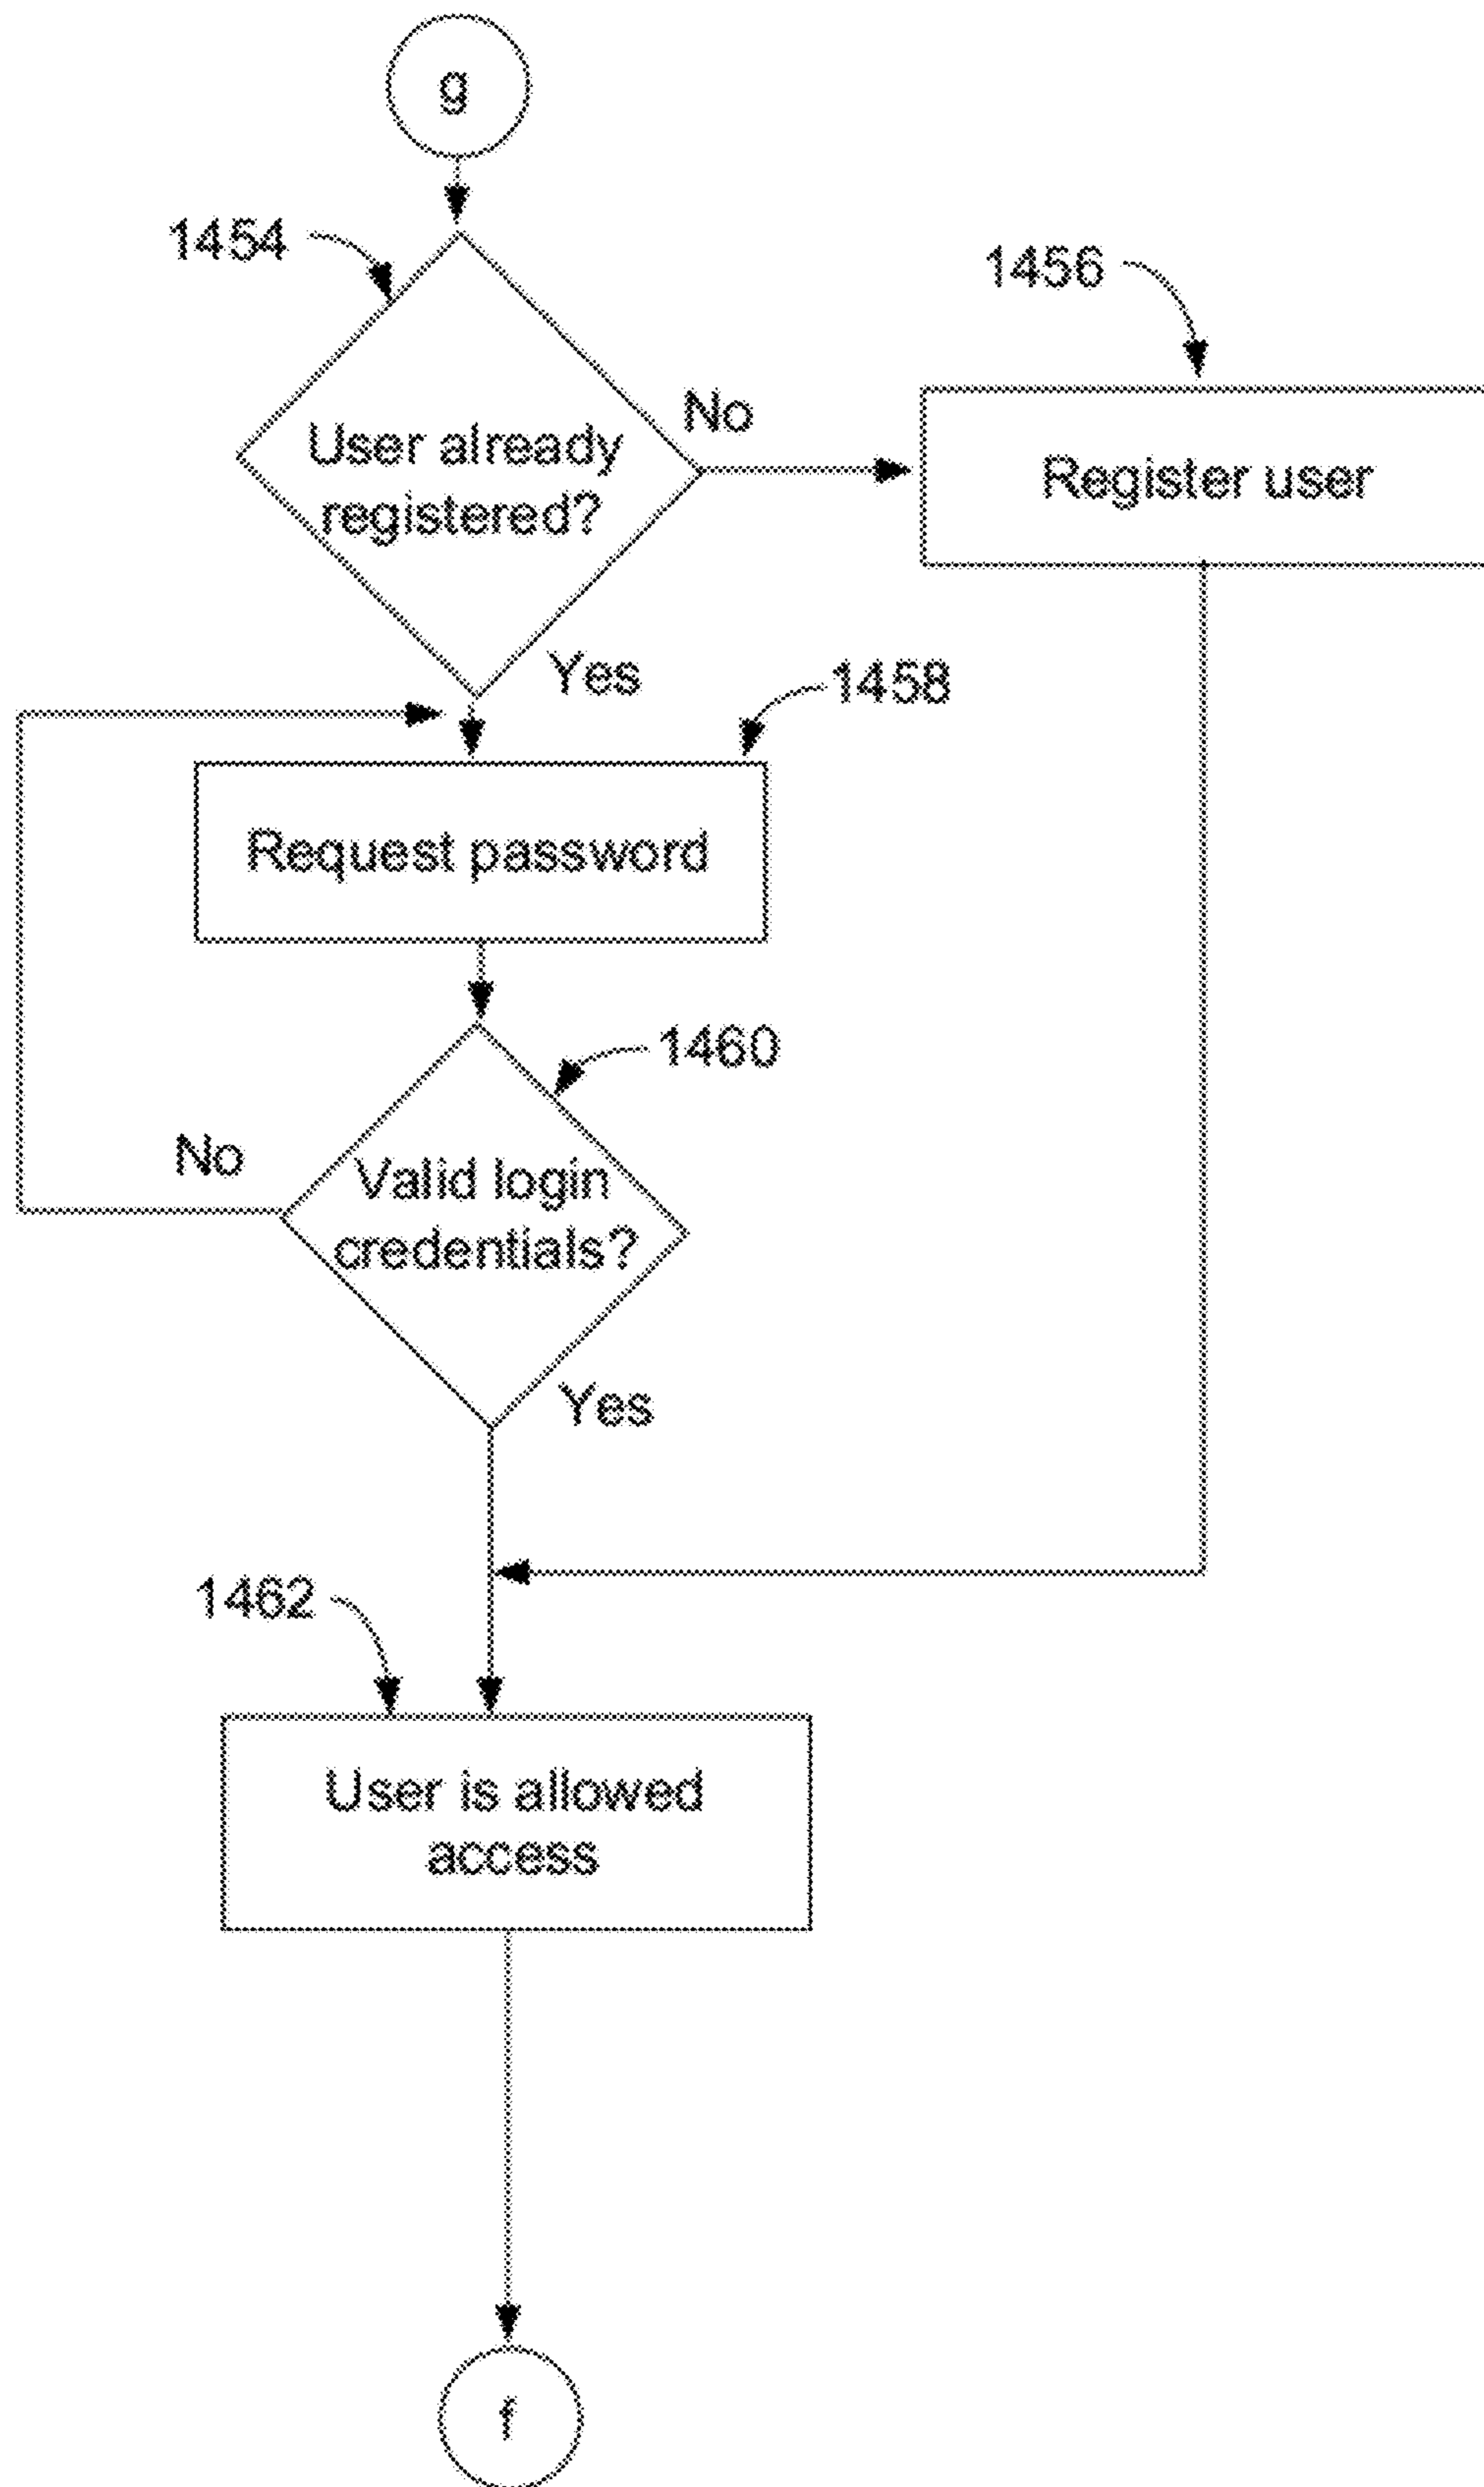 g
1454
1456
No
User already
registered?
Register user
Yes
1458
Request password
1460
No
Valid login
credentials?
Yes
1462
User is allowed
access
f